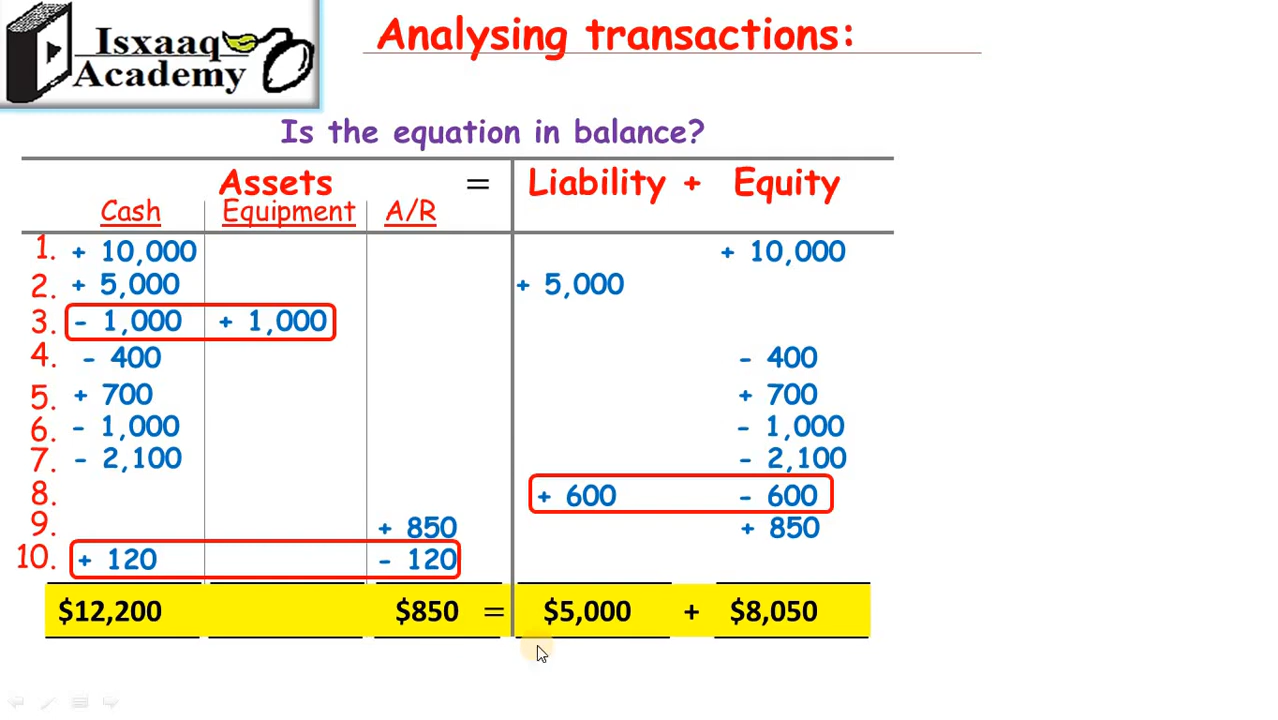 Isxaaq
Academy
Analysing transactions:
Is the equation in balance?
Assets = Liability + Equity
Cash Equipment A/R
1. + 10,000 + 10,000
2. + 5,000 + 5,000
3. - 1,000 + 1,000
4. - 400 - 400
5. + 700 + 700
6. - 1,000 - 1,000
7. - 2,100 - 2,100
8. + 600 - 600
9. + 850 + 850
10. + 120 - 120
$12,200 $850 = $5,000 + $8,050